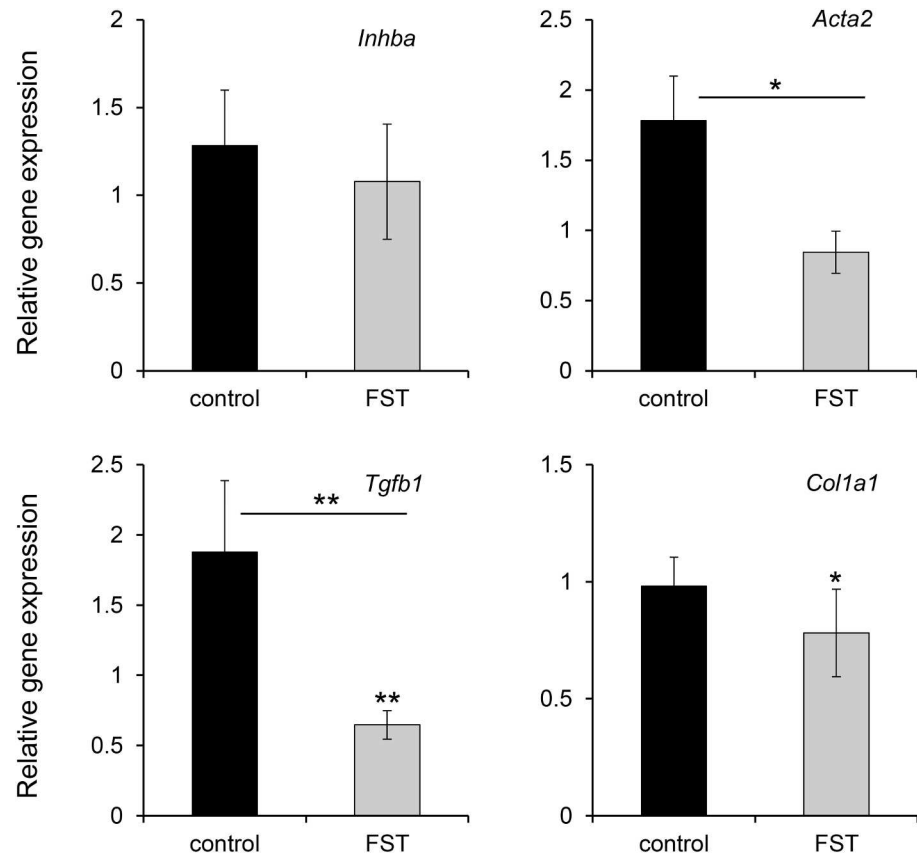 Inhba
Relative gene expression
2
1.5
1
0.5
0
control FST
Acta2
2.5
2
1.5
1
0.5
0
*
control FST
Tgfb1
Relative gene expression
2.5
2
1.5
1
0.5
0
**
**
control FST
Col1a1
1.5
1
0.5
0
*
control FST